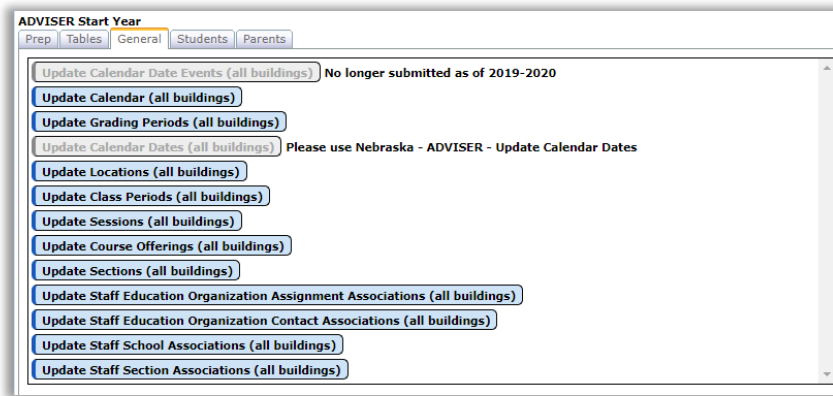 ADVISER Start Year
Prep Tables General Students Parents
Update Calendar Date Events (all buildings) No longer submitted as of 2019-2020
Update Calendar (all buildings)
Update Grading Periods (all buildings)
Update Calendar Dates (all buildings) Please use Nebraska - ADVISER - Update Calendar Dates
Update Locations (all buildings)
Update Class Periods (all buildings)
Update Sessions (all buildings)
Update Course Offerings (all buildings)
Update Sections (all buildings)
Update Staff Education Organization Assignment Associations (all buildings)
Update Staff Education Organization Contact Associations (all buildings)
Update Staff School Associations (all buildings)
Update Staff Section Associations (all buildings)